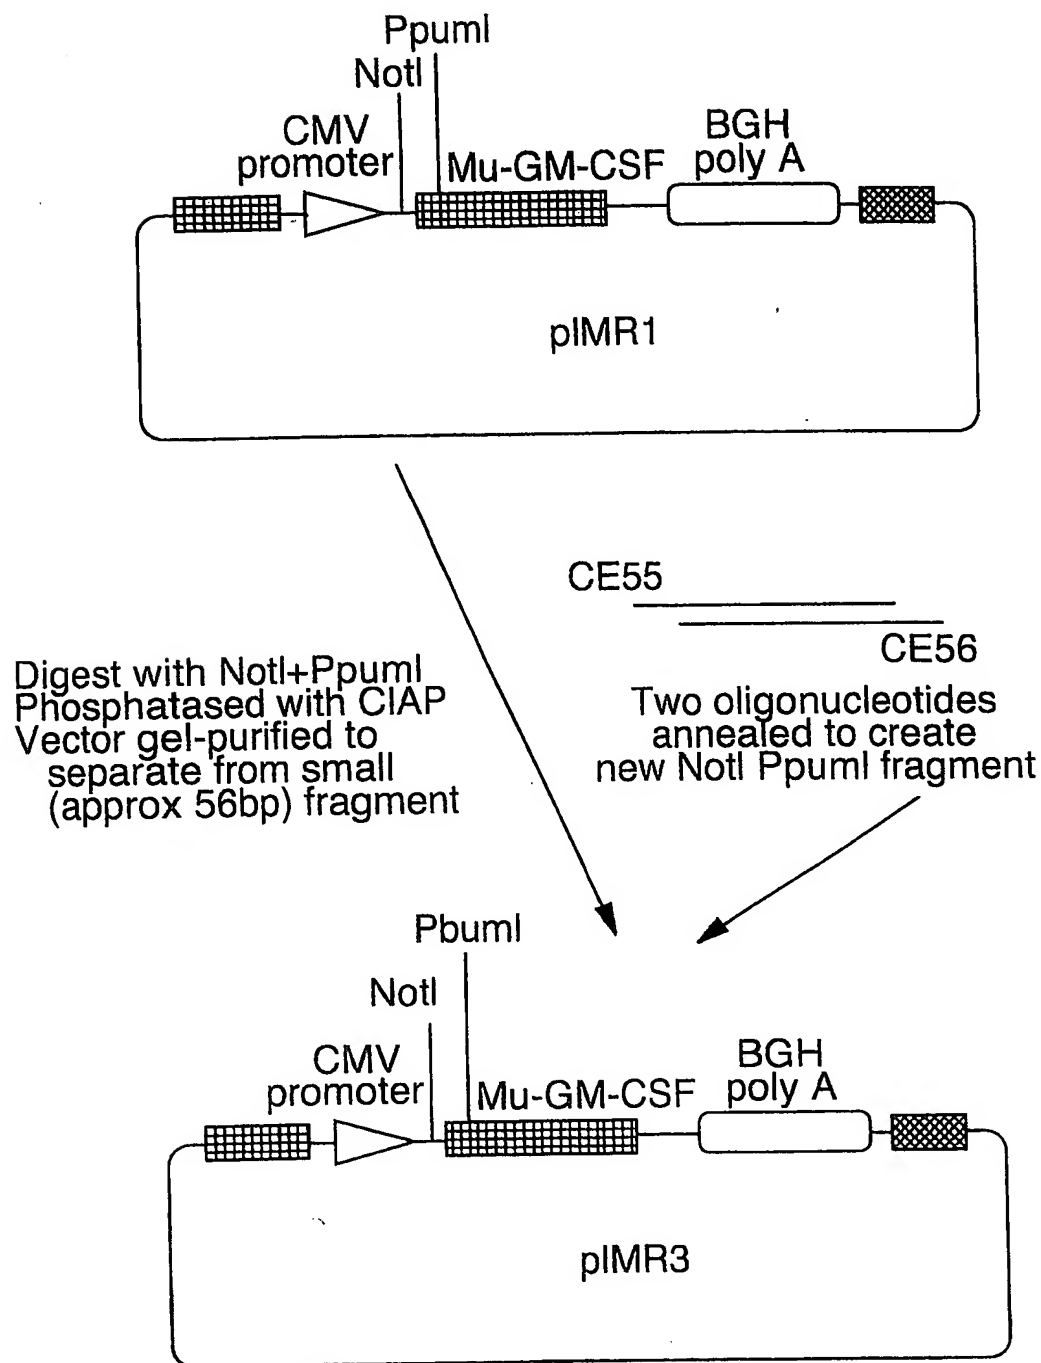 PpumI
NotI
CMV
promoter
Mu-GM-CSF
BGH
poly A
pIMR1
CE55
CE56
Digest with NotI+PpumI
Phosphatased with CIAP
Vector gel-purified to
separate from small
(approx 56bp) fragment
Two oligonucleotides
annealed to create
new NotI PpumI fragment
PbumI
NotI
CMV
promoter
Mu-GM-CSF
BGH
poly A
pIMR3